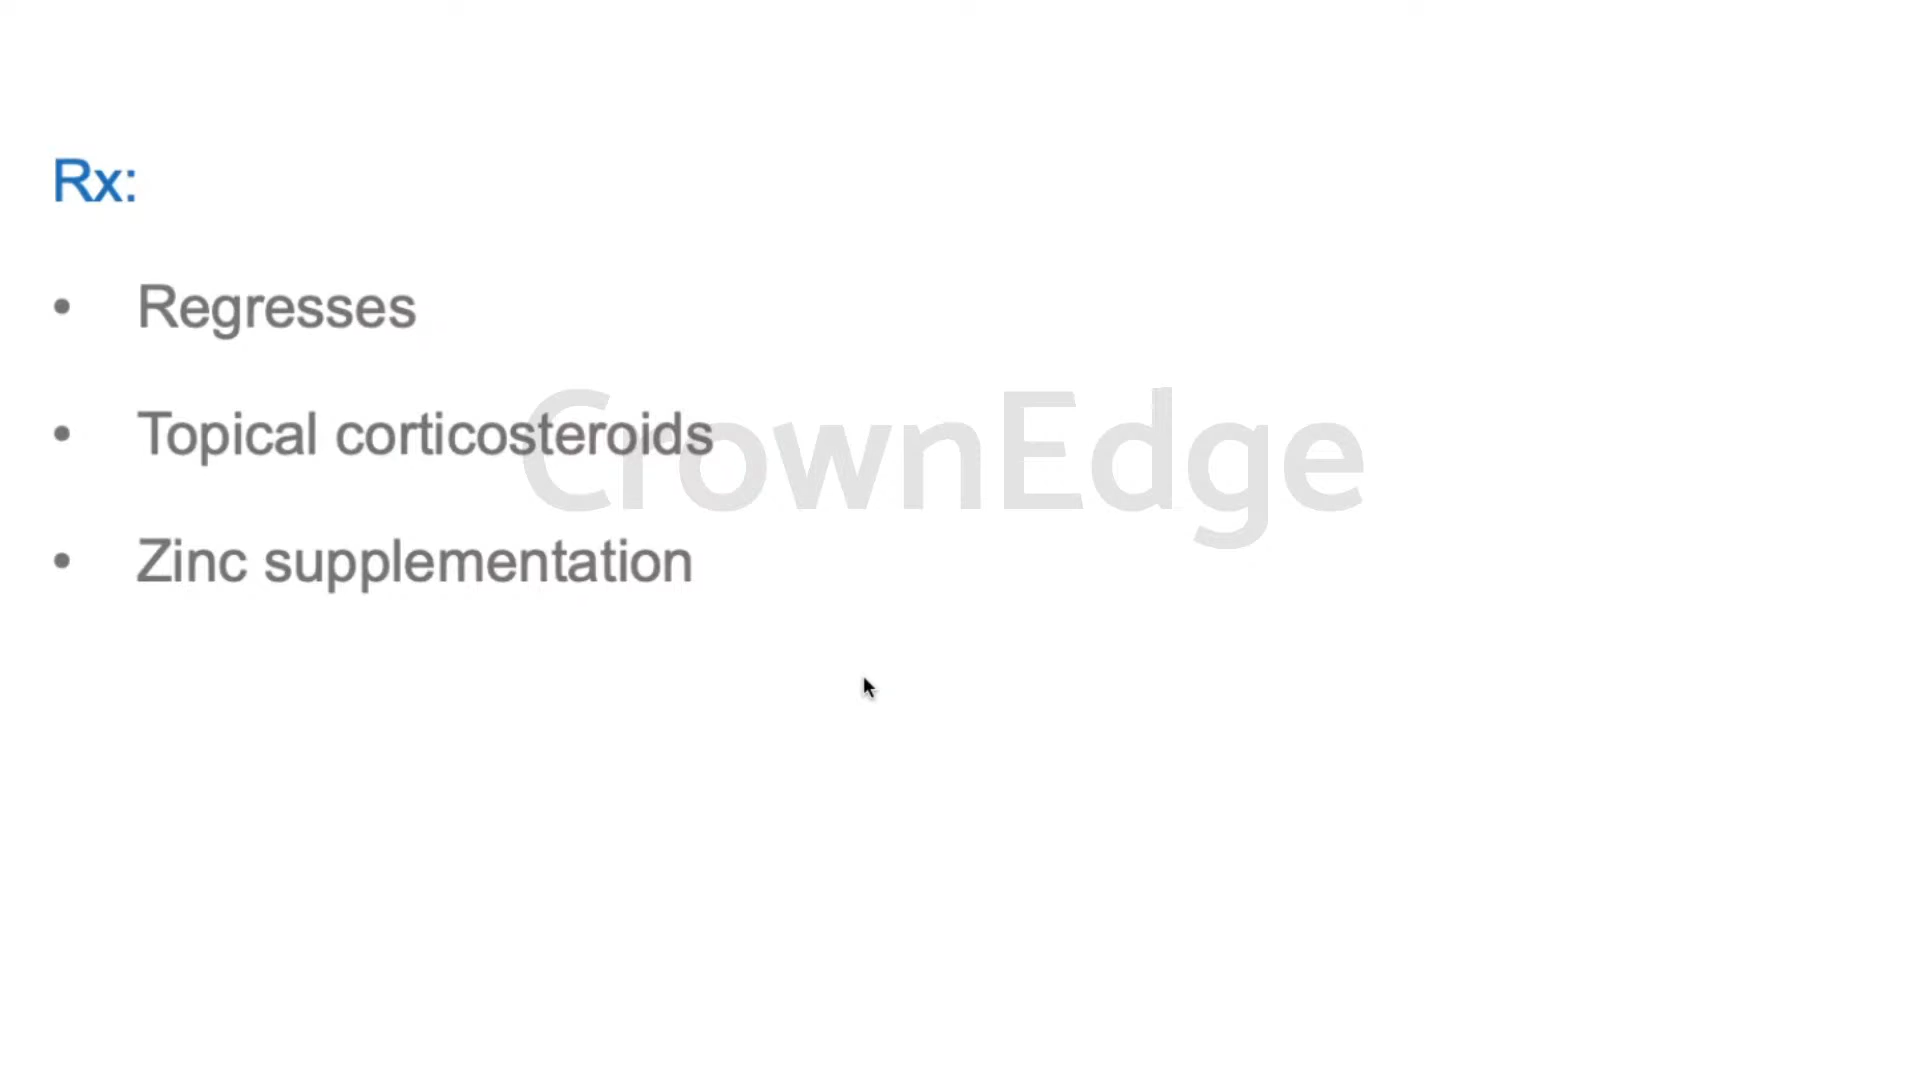 Rx:
• Regresses
• Topical corticosteroids
• Zinc supplementation
CrownEdge